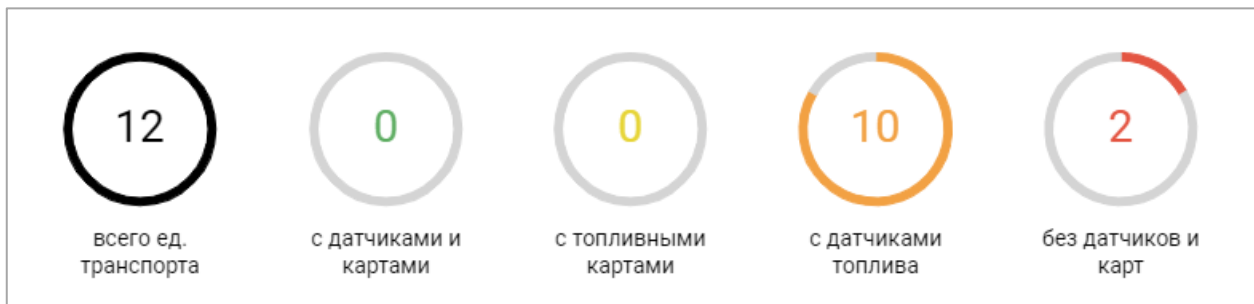 12
всего ед.
транспорта
0
с датчиками и
картами
0
с топливными
картами
10
с датчиками
топлива
2
без датчиков и
карт